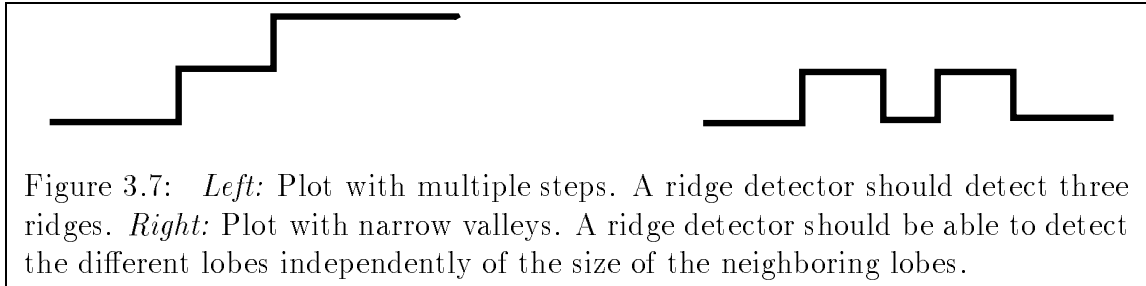 Figure 3.7: Left: Plot with multiple steps. A ridge detector should detect three
ridges. Right: Plot with narrow valleys. A ridge detector should be able to detect
the different lobes independently of the size of the neighboring lobes.